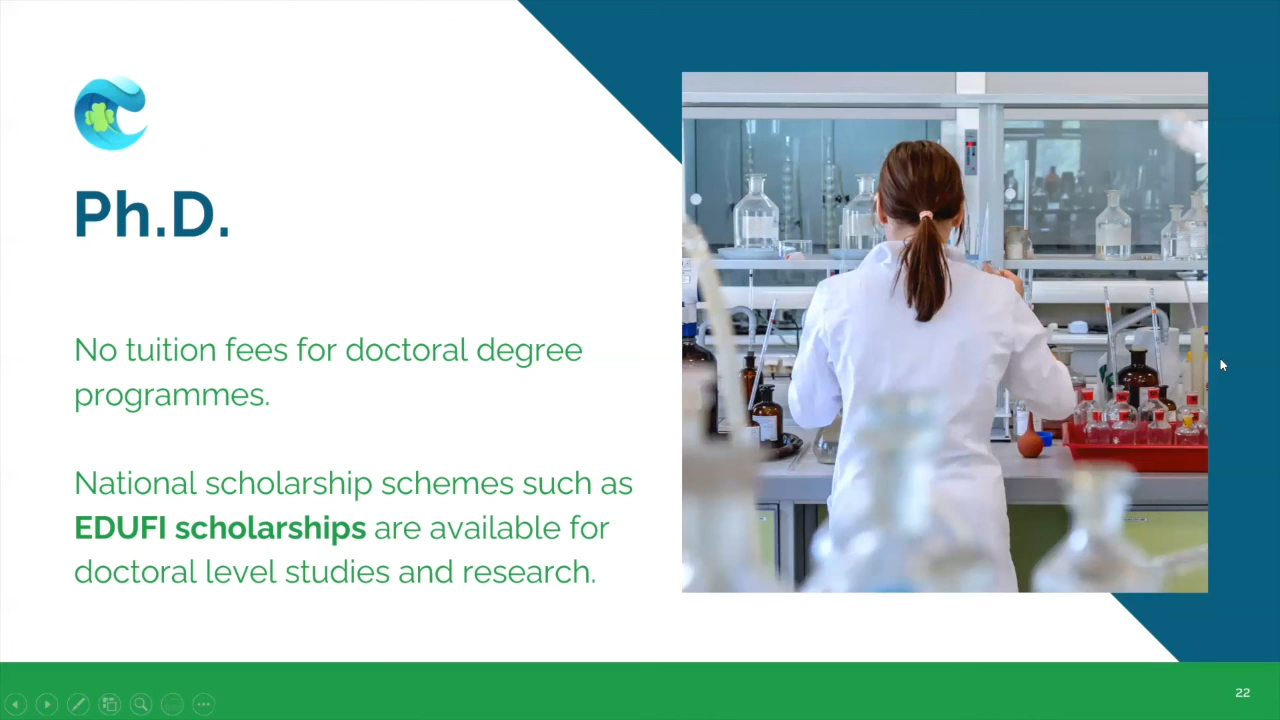 Ph.D.
No tuition fees for doctoral degree
programmes.
National scholarship schemes such as
EDUFI scholarships are available for
doctoral level studies and research.
22